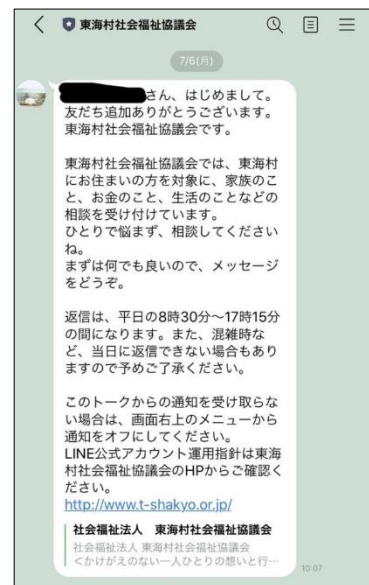 東海村社会福祉協議会
7/6(月)
さん、はじめまして。
友だち追加ありがとうございます。
東海村社会福祉協議会です。
東海村社会福祉協議会では、東海村
にお住まいの方を対象に、家族のこ
と、お金のこと、生活のことなどの
相談を受け付けています。
ひとりで悩まず、相談してください
ね。
まずは何でも良いので、メッセージ
をどうぞ。
返信は、平日の8時30分〜17時15分
の間になります。また、混雑時な
ど、当日に返信できない場合もあり
ますので予めご了承ください。
このトークからの通知を受け取らな
い場合は、画面右上のメニューから
通知をオフにしてください。
LINE公式アカウント運用指針は東海
村社会福祉協議会のHPからご確認く
ださい。
http://www.t-shakyo.or.jp/
社会福祉法人　東海村社会福祉協議会
社会福祉法人 東海村社会福祉協議会
<かけがえのない一人ひとりの想いと行…
10:07